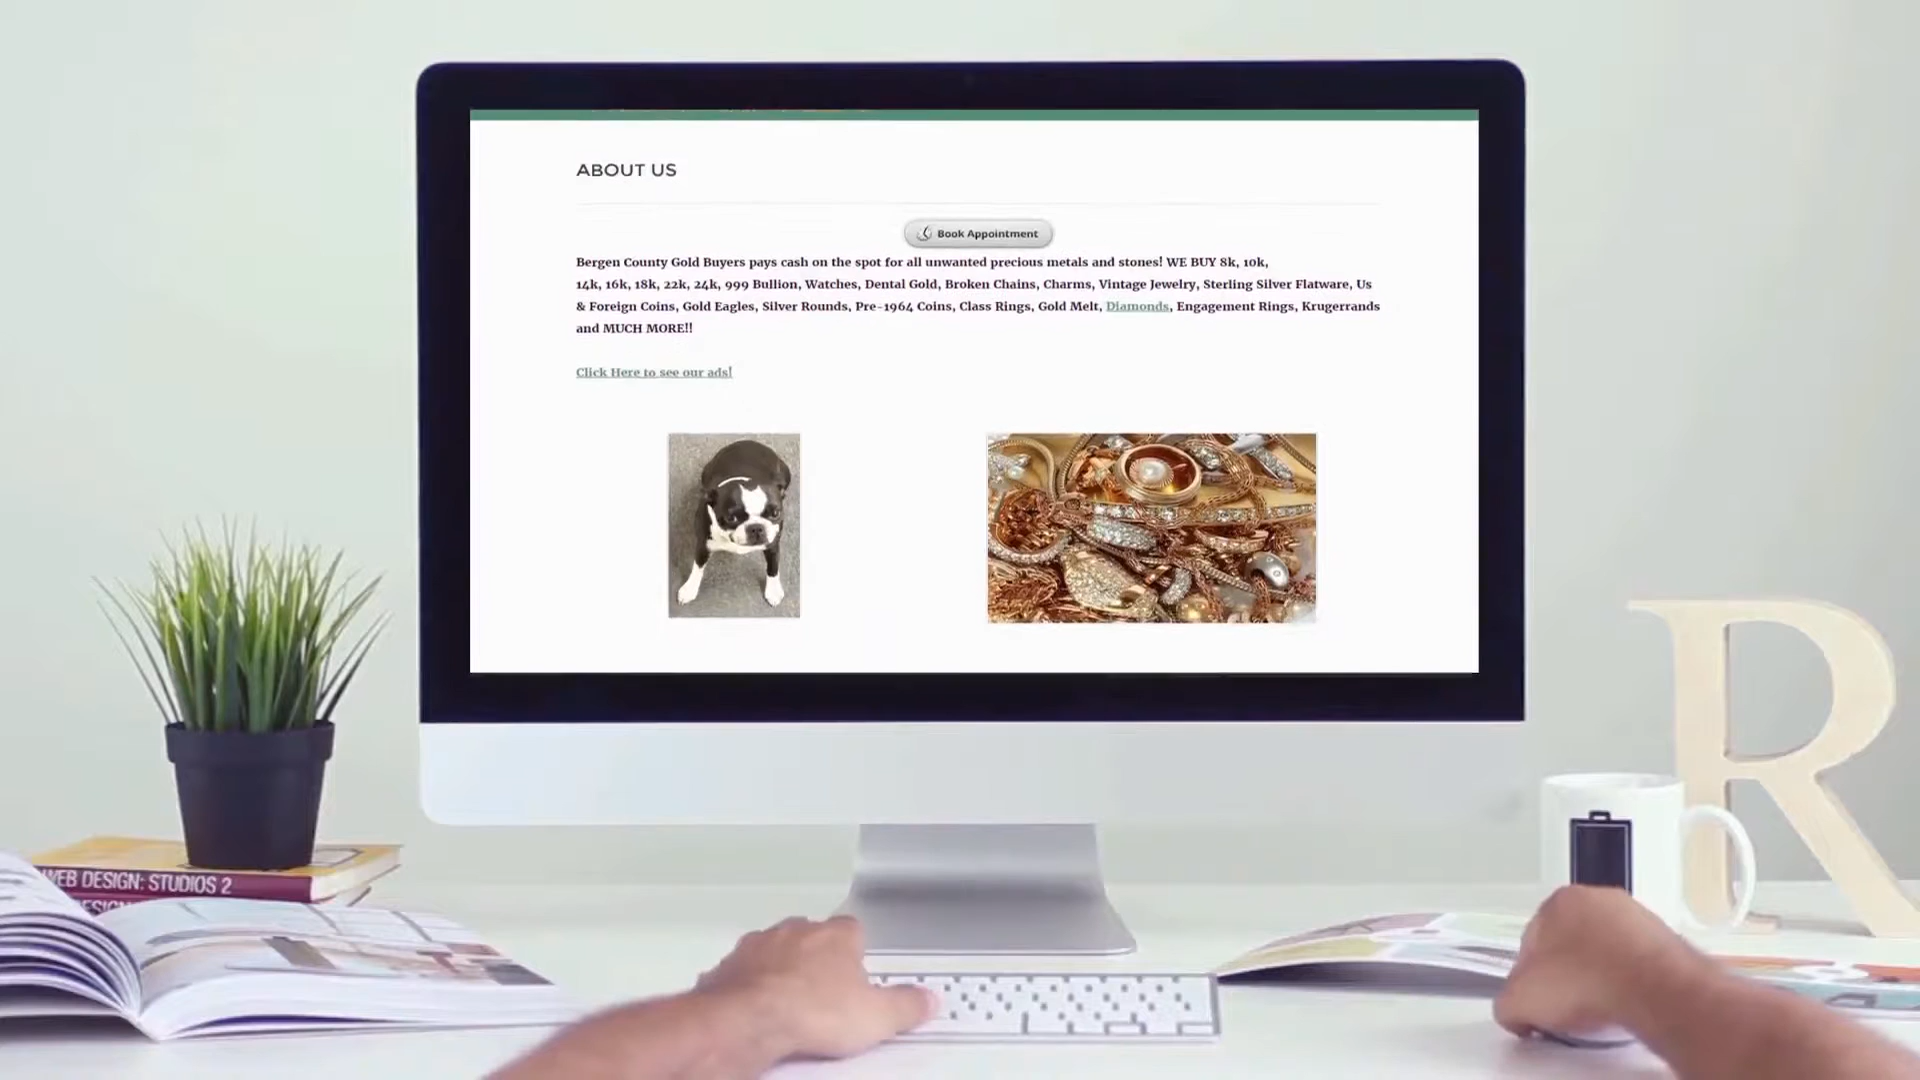 ABOUT US
Book Appointment
Bergen County Gold Buyers pays cash on the spot for all unwanted precious metals and stones! WE BUY 8k, 10k,
14k, 16k, 18k, 22k, 24k, 999 Bullion, Watches, Dental Gold, Broken Chains, Charms, Vintage Jewelry, Sterling Silver Flatware, Us
& Foreign Coins, Gold Eagles, Silver Rounds, Pre-1964 Coins, Class Rings, Gold Melt, Diamonds, Engagement Rings, Krugerrands
and MUCH MORE!!
Click Here to see our ads!
WEB DESIGN: STUDIOS 2
R